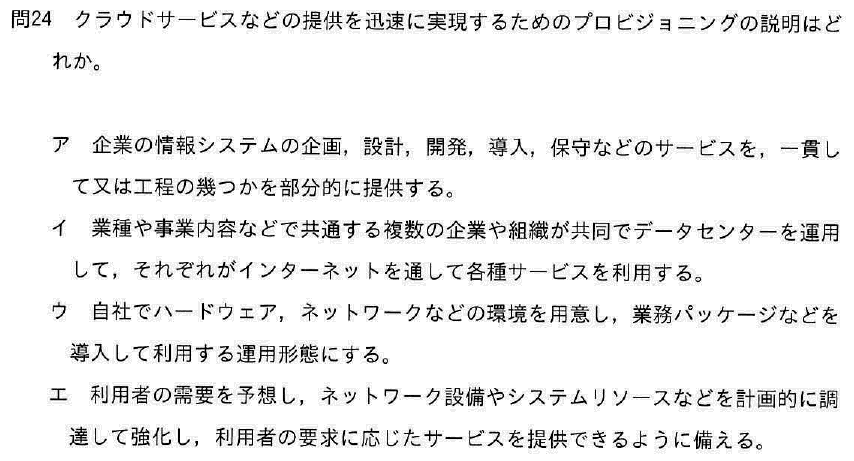 問24 クラウドサービスなどの提供を迅速に実現するためのプロビジョニングの説明はど
れか。
ア 企業の情報システムの企画，設計，開発，導入，保守などのサービスを，一貫し
て又は工程の幾つかを部分的に提供する。
イ 業種や事業内容などで共通する複数の企業や組織が共同でデータセンターを運用
して，それぞれがインターネットを通して各種サービスを利用する。
ウ 自社でハードウェア，ネットワークなどの環境を用意し，業務パッケージなどを
導入して利用する運用形態にする。
エ 利用者の需要を予想し，ネットワーク設備やシステムリソースなどを計画的に調
達して強化し，利用者の要求に応じたサービスを提供できるように備える。